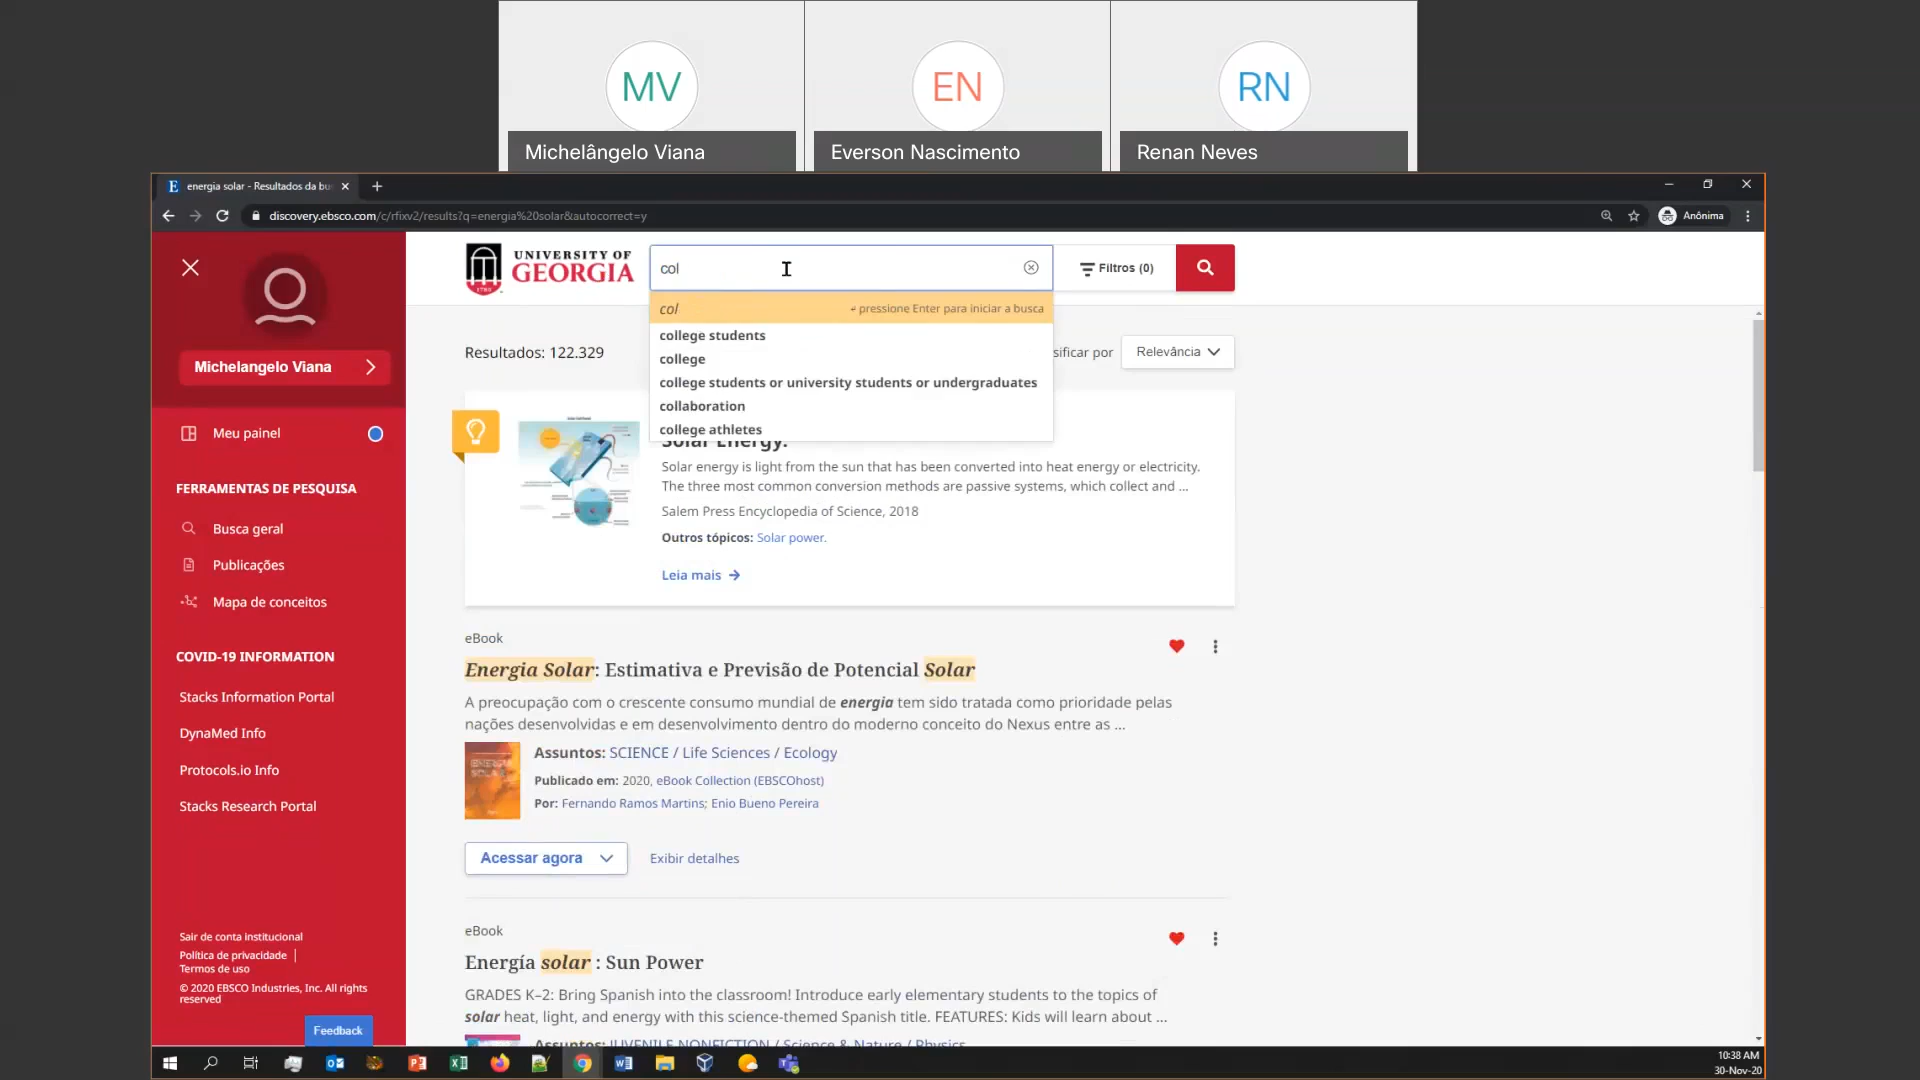 MV
EN
RN
Michelângelo Viana
Everson Nascimento
Renan Neves
energia solar - Resultados da bu
discovery.ebsco.com/c/rfixv2/results?q=energia%20solar&autocorrect=y
Anônima
Michelangelo Viana
Meu painel
FERRAMENTAS DE PESQUISA
Busca geral
Publicações
Mapa de conceitos
COVID-19 INFORMATION
Stacks Information Portal
DynaMed Info
Protocols.io Info
Stacks Research Portal
Sair de conta institucional
Política de privacidade
Termos de uso
© 2020 EBSCO Industries, Inc. All rights
reserved
Feedback
UNIVERSITY OF
GEORGIA
col
Filtros (0)
col
pressione Enter para iniciar a busca
college students
college
college students or university students or undergraduates
collaboration
college athletes
Resultados: 122.329
sificar por
Relevância
Solar Energy.
Solar energy is light from the sun that has been converted into heat energy or electricity.
The three most common conversion methods are passive systems, which collect and ...
Salem Press Encyclopedia of Science, 2018
Outros tópicos: Solar power.
Leia mais
eBook
Energia Solar: Estimativa e Previsão de Potencial Solar
A preocupação com o crescente consumo mundial de energia tem sido tratada como prioridade pelas
nações desenvolvidas e em desenvolvimento dentro do moderno conceito do Nexus entre as ...
Assuntos: SCIENCE / Life Sciences / Ecology
Publicado em: 2020, eBook Collection (EBSCOhost)
Por: Fernando Ramos Martins; Enio Bueno Pereira
Acessar agora
Exibir detalhes
eBook
Energía solar : Sun Power
GRADES K–2: Bring Spanish into the classroom! Introduce early elementary students to the topics of
solar heat, light, and energy with this science-themed Spanish title. FEATURES: Kids will learn about ...
Assuntos: JUVENILE NONFICTION / Science & Nature / Physics
10:38 AM
30-Nov-20